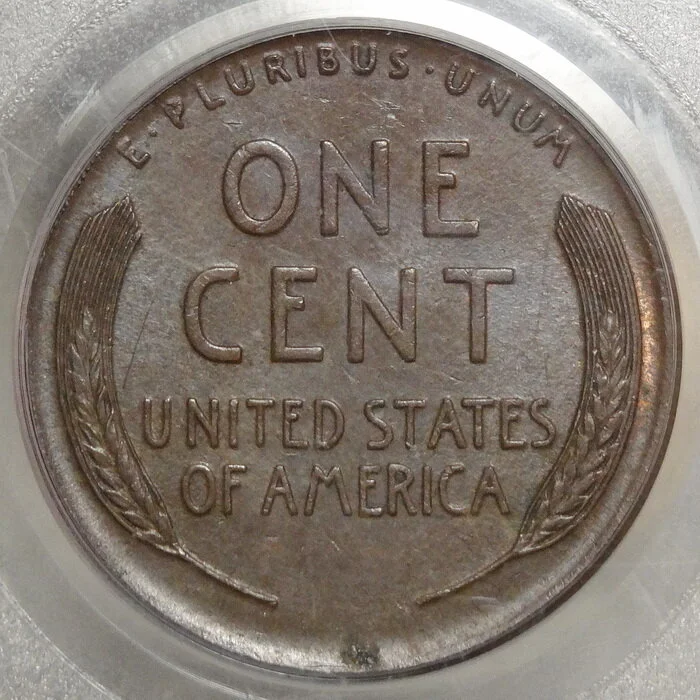 E · PLURIBUS · UNUM
ONE
CENT
UNITED STATES
OF AMERICA